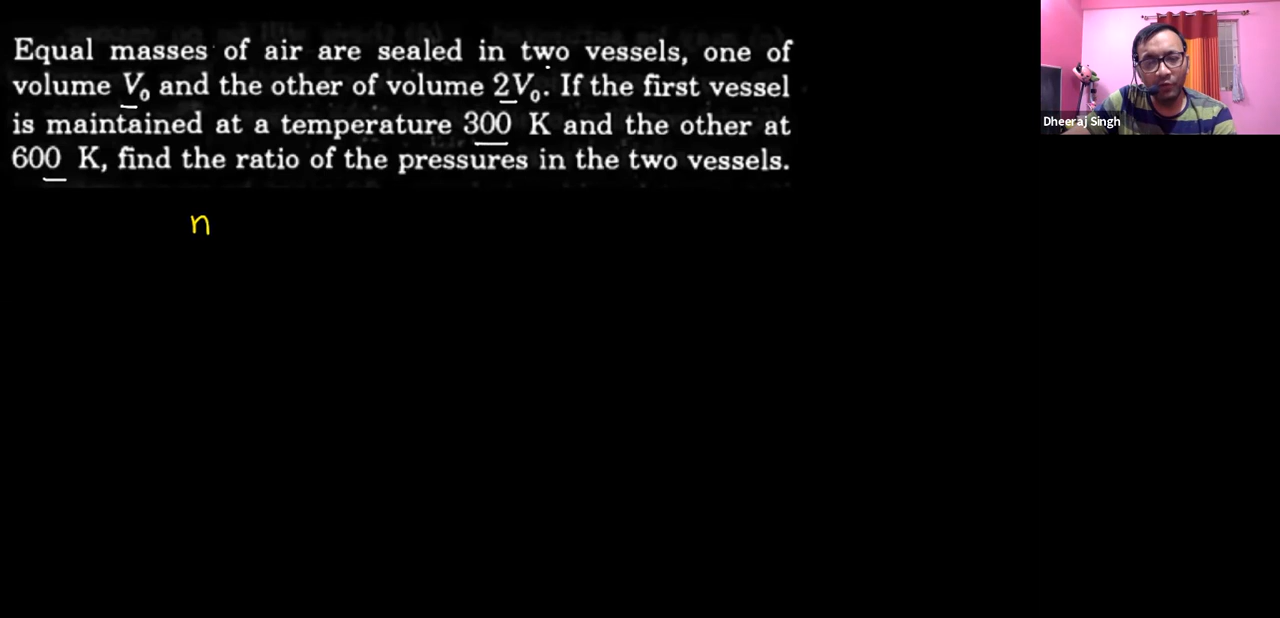 Equal masses of air are sealed in two vessels, one of
volume V₀ and the other of volume 2V₀. If the first vessel
is maintained at a temperature 300 K and the other at
600 K, find the ratio of the pressures in the two vessels.
n
Dheeraj Singh